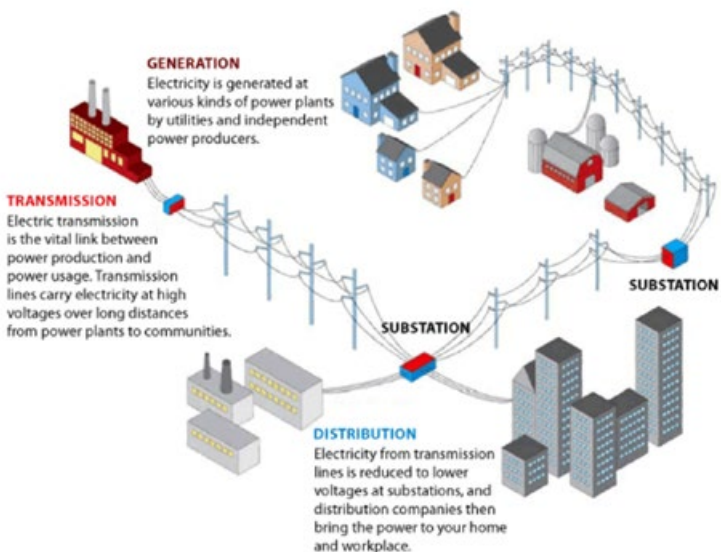 GENERATION
Electricity is generated at
various kinds of power plants
by utilities and independent
power producers.
TRANSMISSION
Electric transmission
is the vital link between
power production and
power usage. Transmission
lines carry electricity at high
voltages over long distances
from power plants to communities.
SUBSTATION
SUBSTATION
DISTRIBUTION
Electricity from transmission
lines is reduced to lower
voltages at substations, and
distribution companies then
bring the power to your home
and workplace.